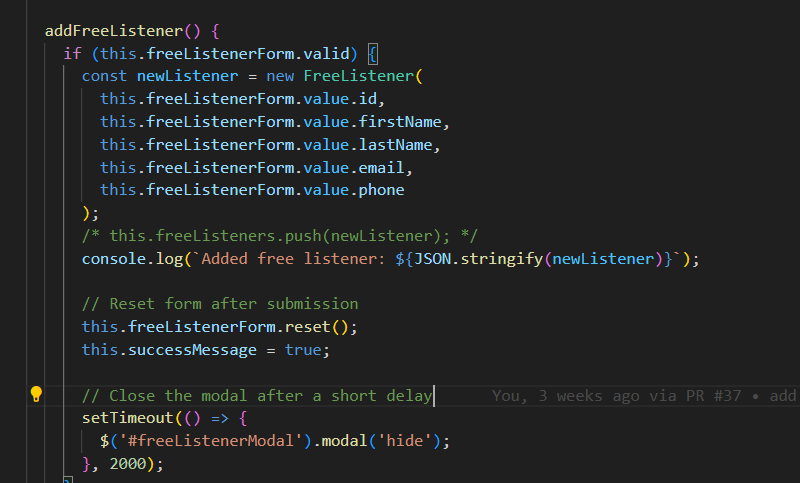 addFreeListener() {
if (this.freeListenerForm.valid) {
const newListener = new FreeListener(
this.freeListenerForm.value.id,
this.freeListenerForm.value.firstName,
this.freeListenerForm.value.lastName,
this.freeListenerForm.value.email,
this.freeListenerForm.value.phone
);
/* this.freeListeners.push(newListener); */
console.log(`Added free listener: ${JSON.stringify(newListener)}`);
// Reset form after submission
this.freeListenerForm.reset();
this.successMessage = true;
// Close the modal after a short delay You, 3 weeks ago via PR #37 • add
setTimeout(() => {
$('#freeListenerModal').modal('hide');
}, 2000);
}